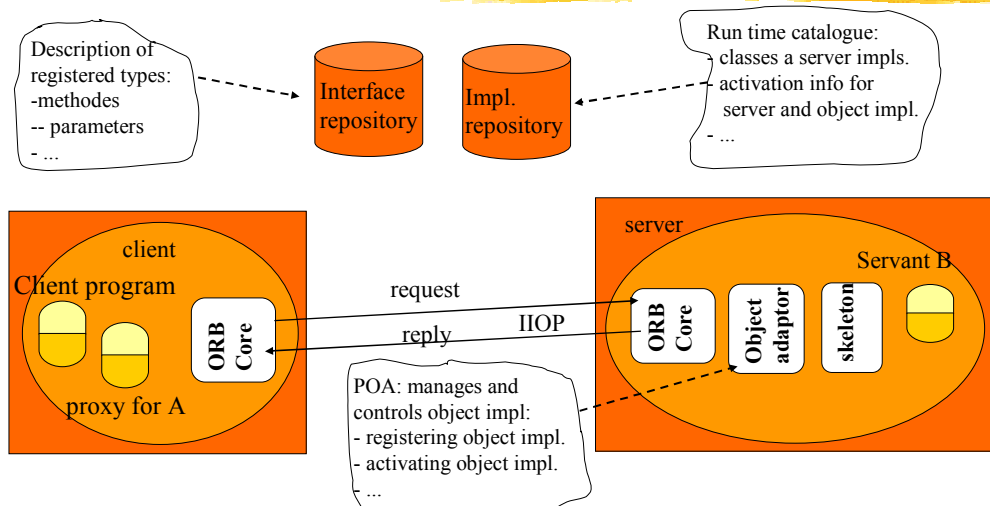 Description of
registered types:
-methodes
-- parameters
- ...
Interface
repository
Impl.
repository
Run time catalogue:
- classes a server impls.
- activation info for
server and object impl.
- ...
client
Client program
proxy for A
ORB
Core
request
reply
IIOP
server
Servant B
ORB
Core
Object
adaptor
skeleton
POA: manages and
controls object impl:
- registering object impl.
- activating object impl.
- ...